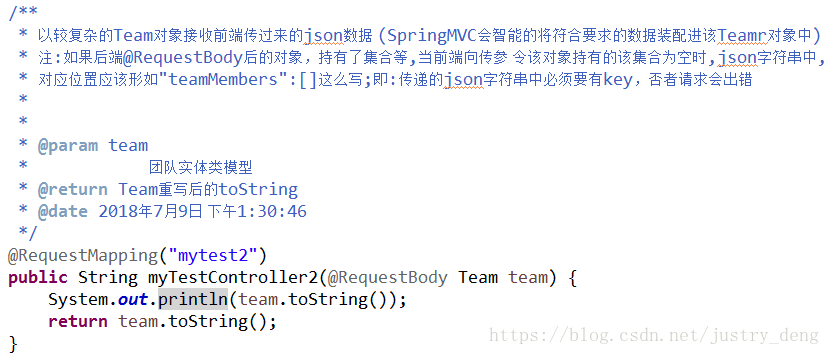 /**
 * 以较复杂的Team对象接收前端传过来的json数据 (SpringMVC会智能的将符合要求的数据装配进该Teamr对象中)
 * 注:如果后端@RequestBody后的对象，持有了集合等,当前端向传参 令该对象持有的该集合为空时,json字符串中,
 * 对应位置应该形如"teamMembers":[]这么写;即:传递的json字符串中必须要有key，否者请求会出错
 *
 *
 * @param team
 *            团队实体类模型
 * @return Team重写后的toString
 * @date 2018年7月9日 下午1:30:46
 */
@RequestMapping("mytest2")
public String myTestController2(@RequestBody Team team) {
    System.out.println(team.toString());
    return team.toString();
}
https://blog.csdn.net/justry_deng